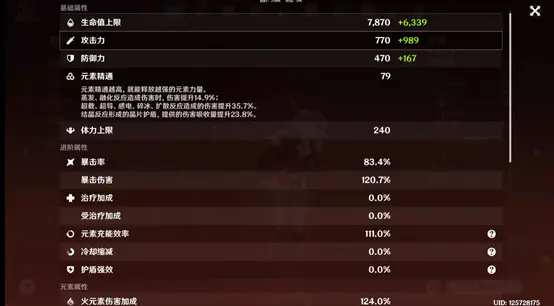 基础属性
生命值上限 7,870 +6,339
攻击力 770 +989
防御力 470 +167
元素精通 79
元素精通越高，就能释放越强的元素力量。
蒸发、融化反应造成伤害时，伤害提升14.9%；
超载、超导、感电、碎冰、扩散反应造成的伤害提升35.7%。
结晶反应形成的晶片护盾，提供的伤害吸收量提升23.8%。
体力上限 240
进阶属性
暴击率 83.4%
暴击伤害 120.7%
治疗加成 0.0%
受治疗加成 0.0%
元素充能效率 111.0% ?
冷却缩减 0.0% ?
护盾强效 0.0% ?
元素属性
火元素伤害加成 124.0%
UID: 125728175